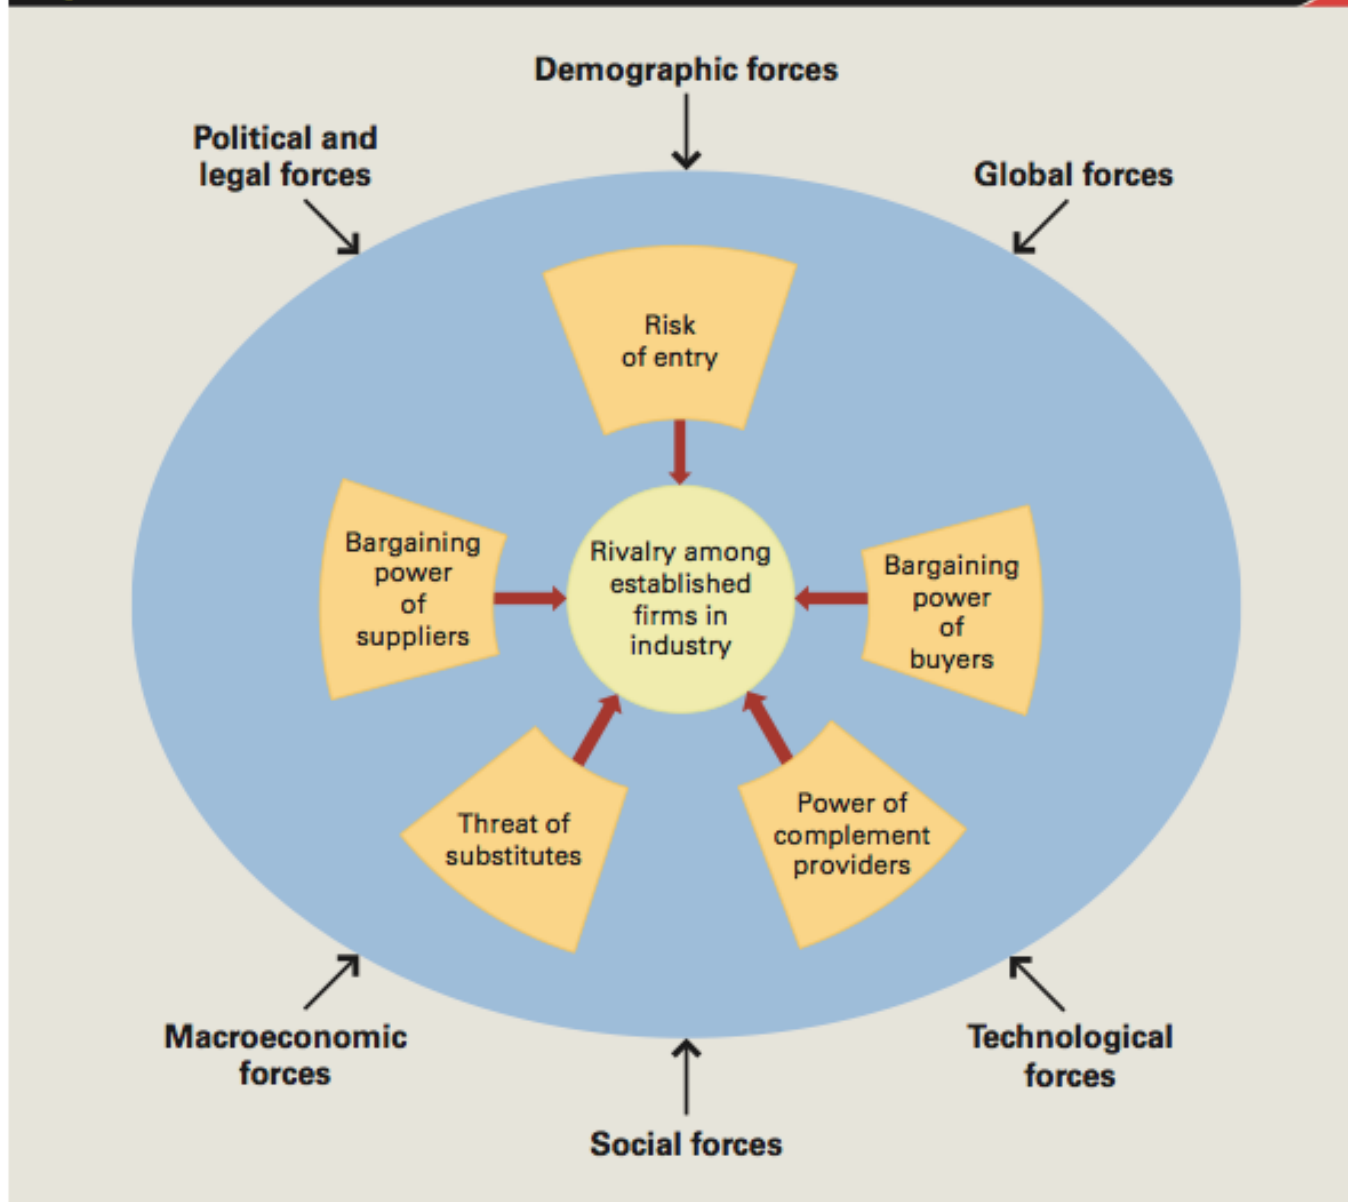 Demographic forces
Political and
legal forces
Global forces
Risk
of entry
Bargaining
power
of
suppliers
Rivalry among
established
firms in
industry
Bargaining
power
of
buyers
Threat of
substitutes
Power of
complement
providers
Macroeconomic
forces
Technological
forces
Social forces